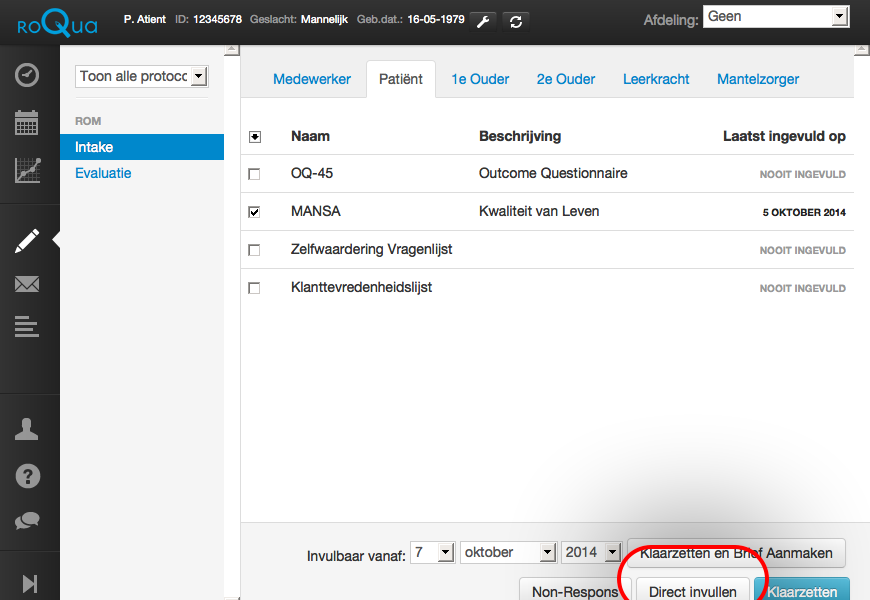 roQua P. Atient ID: 12345678 Geslacht: Mannelijk Geb.dat.: 16-05-1979 Afdeling: Geen
Toon alle protocc
Medewerker Patiënt 1e Ouder 2e Ouder Leerkracht Mantelzorger
ROM
Intake
Evaluatie
Naam Beschrijving Laatst ingevuld op
OQ-45 Outcome Questionnaire NOOIT INGEVULD
MANSA Kwaliteit van Leven 5 OKTOBER 2014
Zelfwaardering Vragenlijst NOOIT INGEVULD
Klanttevredenheidslijst NOOIT INGEVULD
Invulbaar vanaf: 7 oktober 2014 Klaarzetten en Brief Aanmaken
Non-Respons Direct invullen Klaarzetten